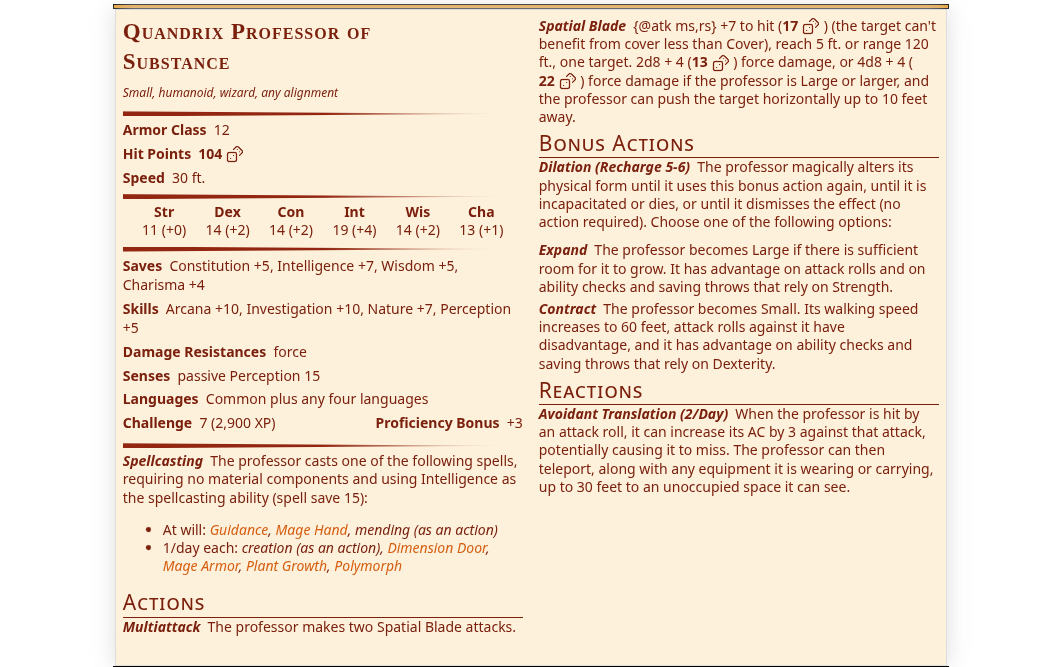 Quandrix Professor of
Substance
Small, humanoid, wizard, any alignment
Armor Class 12
Hit Points 104
Speed 30 ft.
Str Dex Con Int Wis Cha
11 (+0) 14 (+2) 14 (+2) 19 (+4) 14 (+2) 13 (+1)
Saves Constitution +5, Intelligence +7, Wisdom +5,
Charisma +4
Skills Arcana +10, Investigation +10, Nature +7, Perception
+5
Damage Resistances force
Senses passive Perception 15
Languages Common plus any four languages
Challenge 7 (2,900 XP) Proficiency Bonus +3
Spellcasting The professor casts one of the following spells,
requiring no material components and using Intelligence as
the spellcasting ability (spell save 15):
• At will: Guidance, Mage Hand, mending (as an action)
• 1/day each: creation (as an action), Dimension Door,
Mage Armor, Plant Growth, Polymorph
Actions
Multiattack The professor makes two Spatial Blade attacks.
Spatial Blade {@atk ms,rs} +7 to hit (17 ) (the target can't
benefit from cover less than Cover), reach 5 ft. or range 120
ft., one target. 2d8 + 4 (13 ) force damage, or 4d8 + 4 (
22 ) force damage if the professor is Large or larger, and
the professor can push the target horizontally up to 10 feet
away.
Bonus Actions
Dilation (Recharge 5-6) The professor magically alters its
physical form until it uses this bonus action again, until it is
incapacitated or dies, or until it dismisses the effect (no
action required). Choose one of the following options:
Expand The professor becomes Large if there is sufficient
room for it to grow. It has advantage on attack rolls and on
ability checks and saving throws that rely on Strength.
Contract The professor becomes Small. Its walking speed
increases to 60 feet, attack rolls against it have
disadvantage, and it has advantage on ability checks and
saving throws that rely on Dexterity.
Reactions
Avoidant Translation (2/Day) When the professor is hit by
an attack roll, it can increase its AC by 3 against that attack,
potentially causing it to miss. The professor can then
teleport, along with any equipment it is wearing or carrying,
up to 30 feet to an unoccupied space it can see.